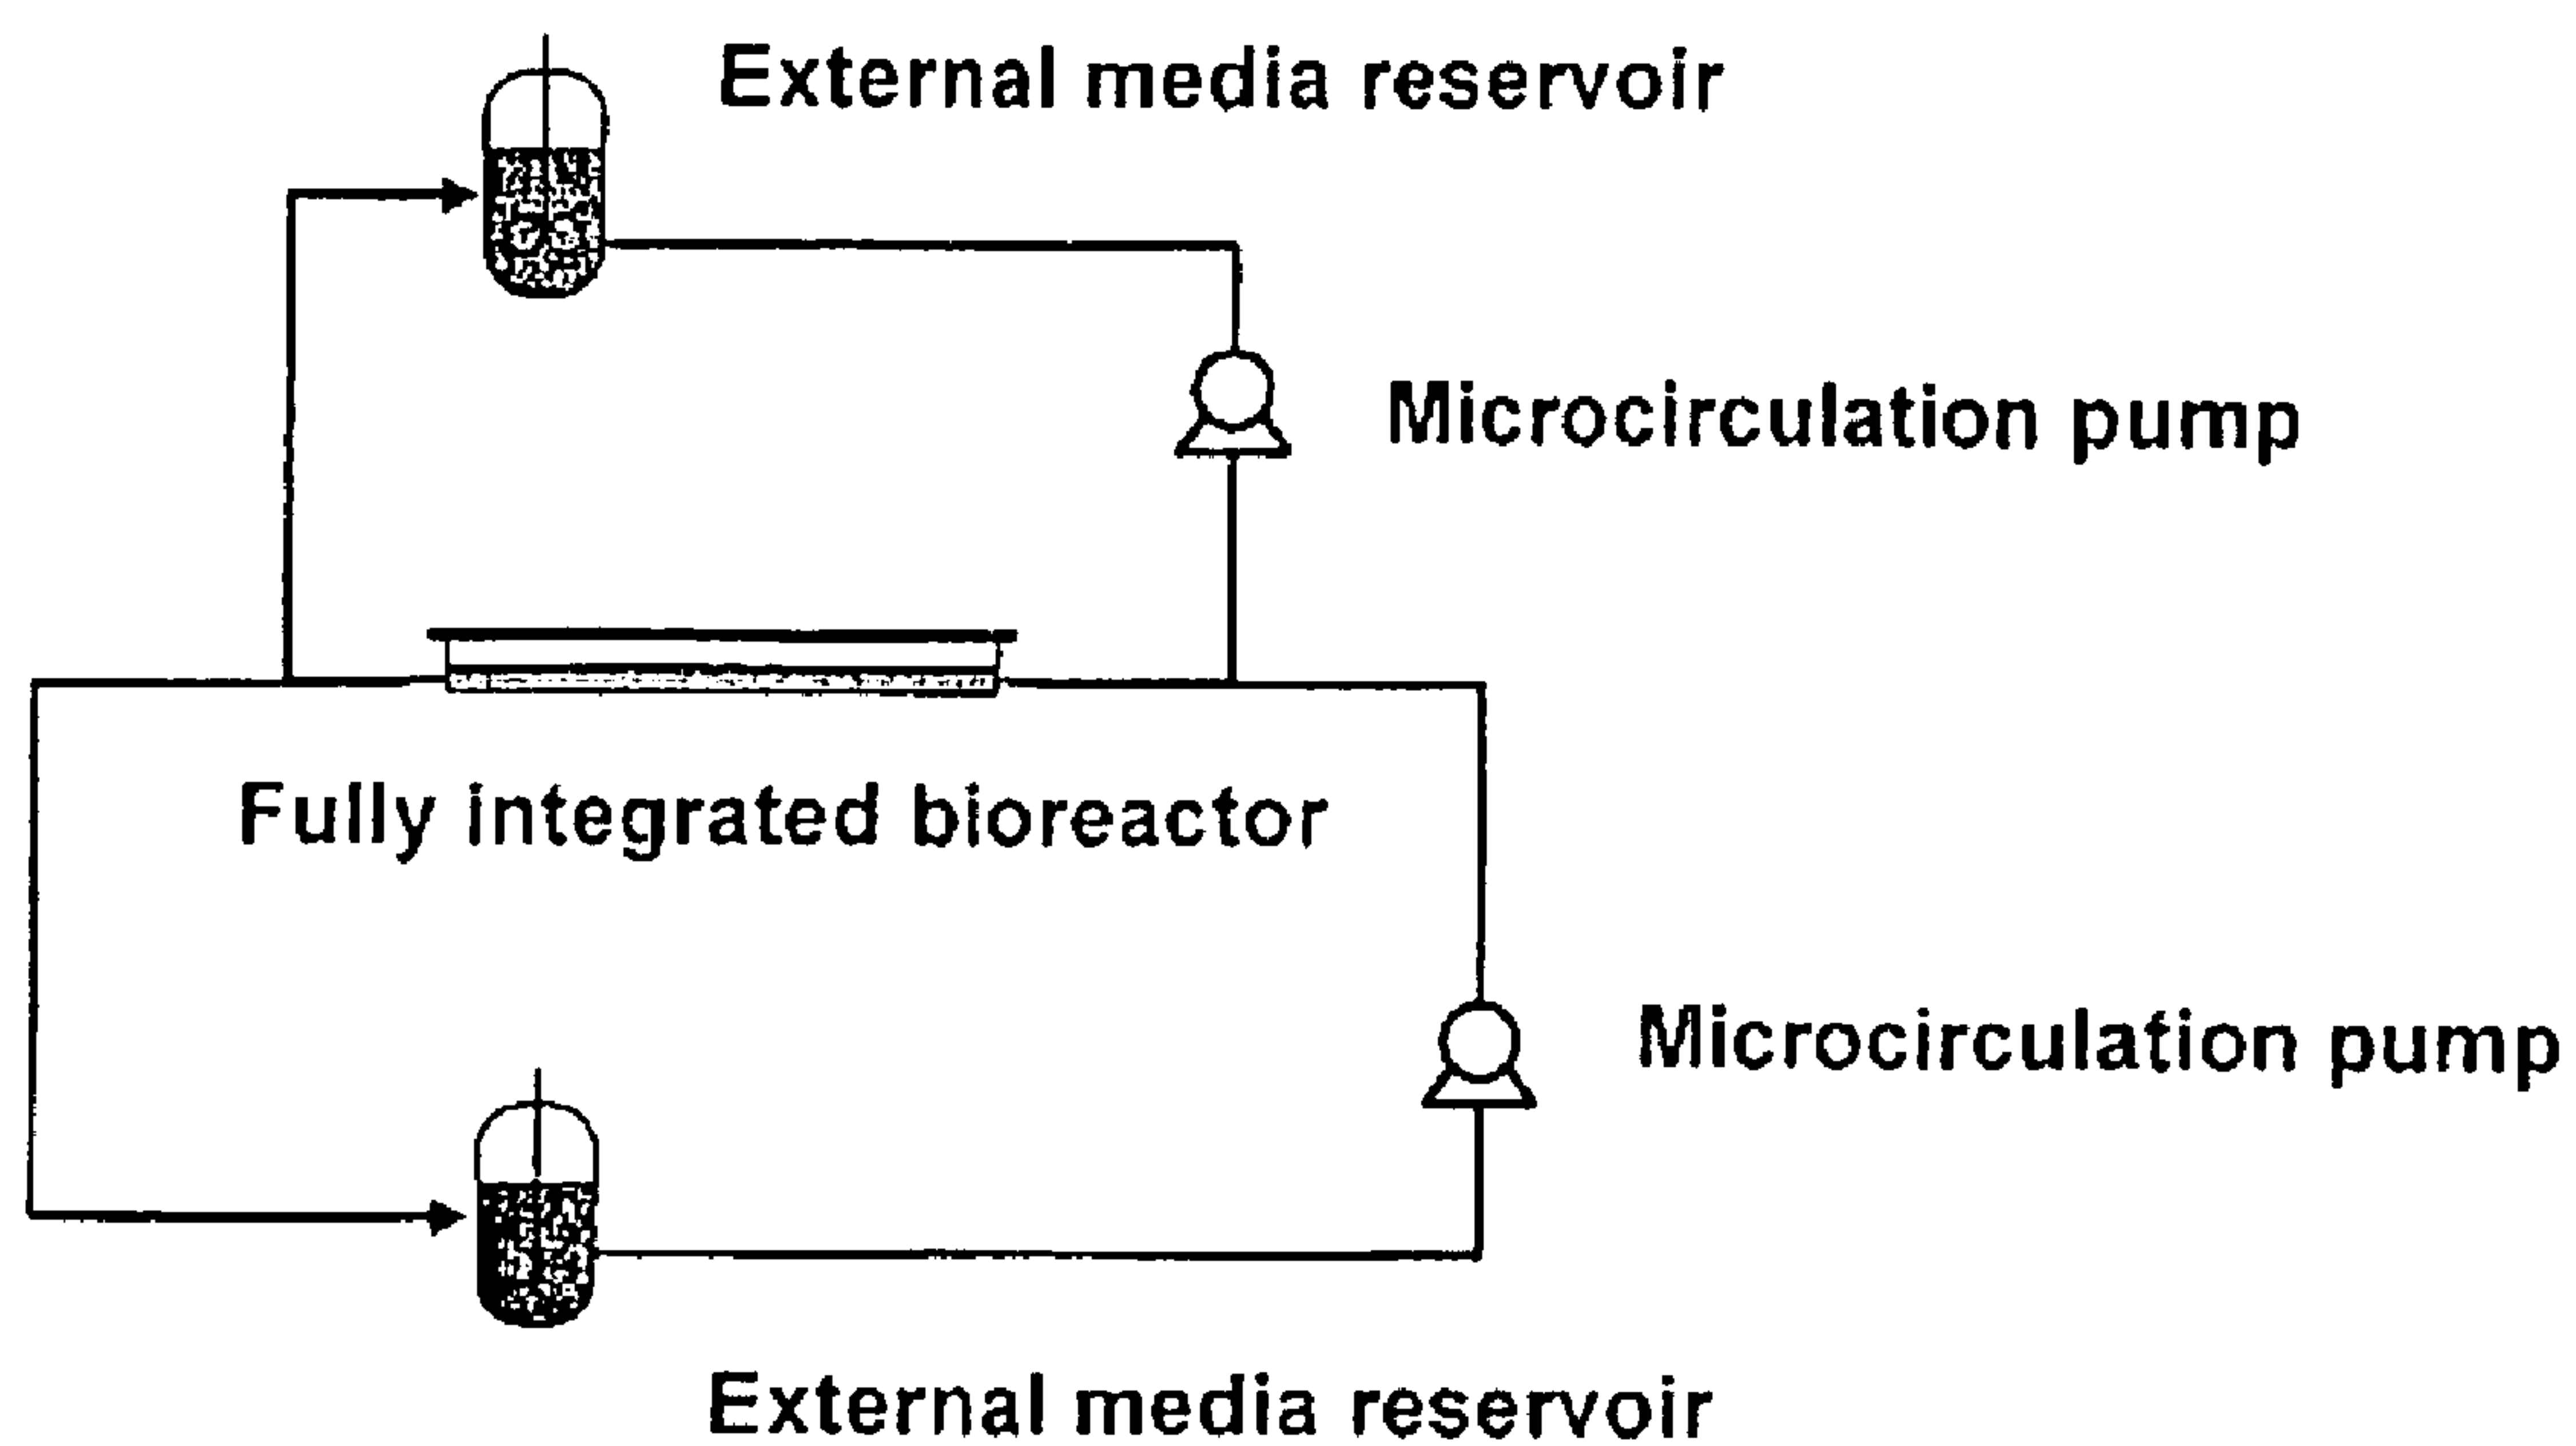 External media reservoir
Microcirculation pump
Fully integrated bioreactor
Microcirculation pump
External media reservoir